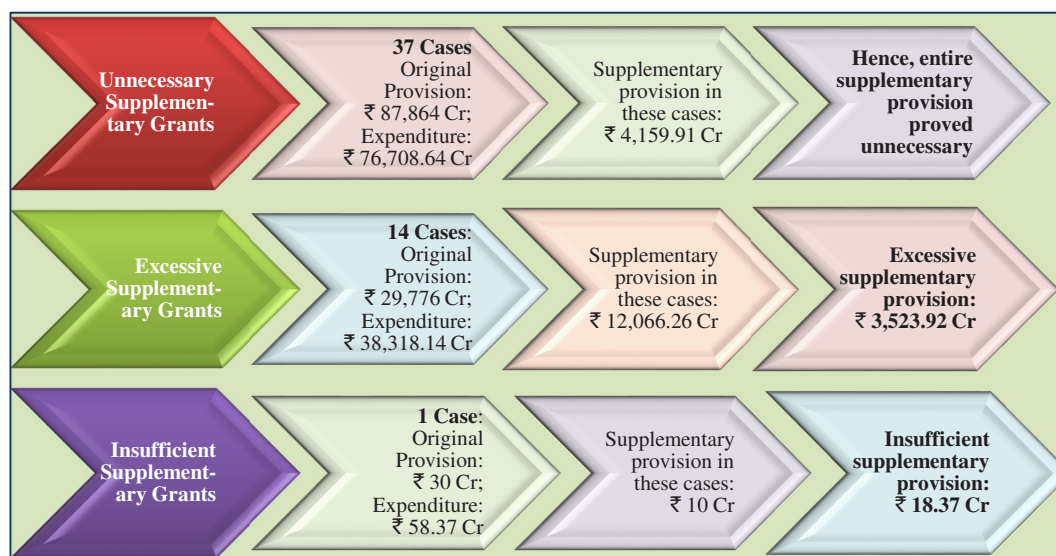 Unnecessary
Supplemen-
tary Grants
37 Cases
Original
Provision:
₹ 87,864 Cr;
Expenditure:
₹ 76,708.64 Cr
Supplementary
provision in
these cases:
₹ 4,159.91 Cr
Hence, entire
supplementary
provision
proved
unnecessary
Excessive
Supplement-
ary Grants
14 Cases:
Original
Provision:
₹ 29,776 Cr;
Expenditure:
₹ 38,318.14 Cr
Supplementary
provision in
these cases:
₹ 12,066.26 Cr
Excessive
supplementary
provision:
₹ 3,523.92 Cr
Insufficient
Supplement-
ary Grants
1 Case:
Original
Provision:
₹ 30 Cr;
Expenditure:
₹ 58.37 Cr
Supplementary
provision in
these cases:
₹ 10 Cr
Insufficient
supplementary
provision:
₹ 18.37 Cr